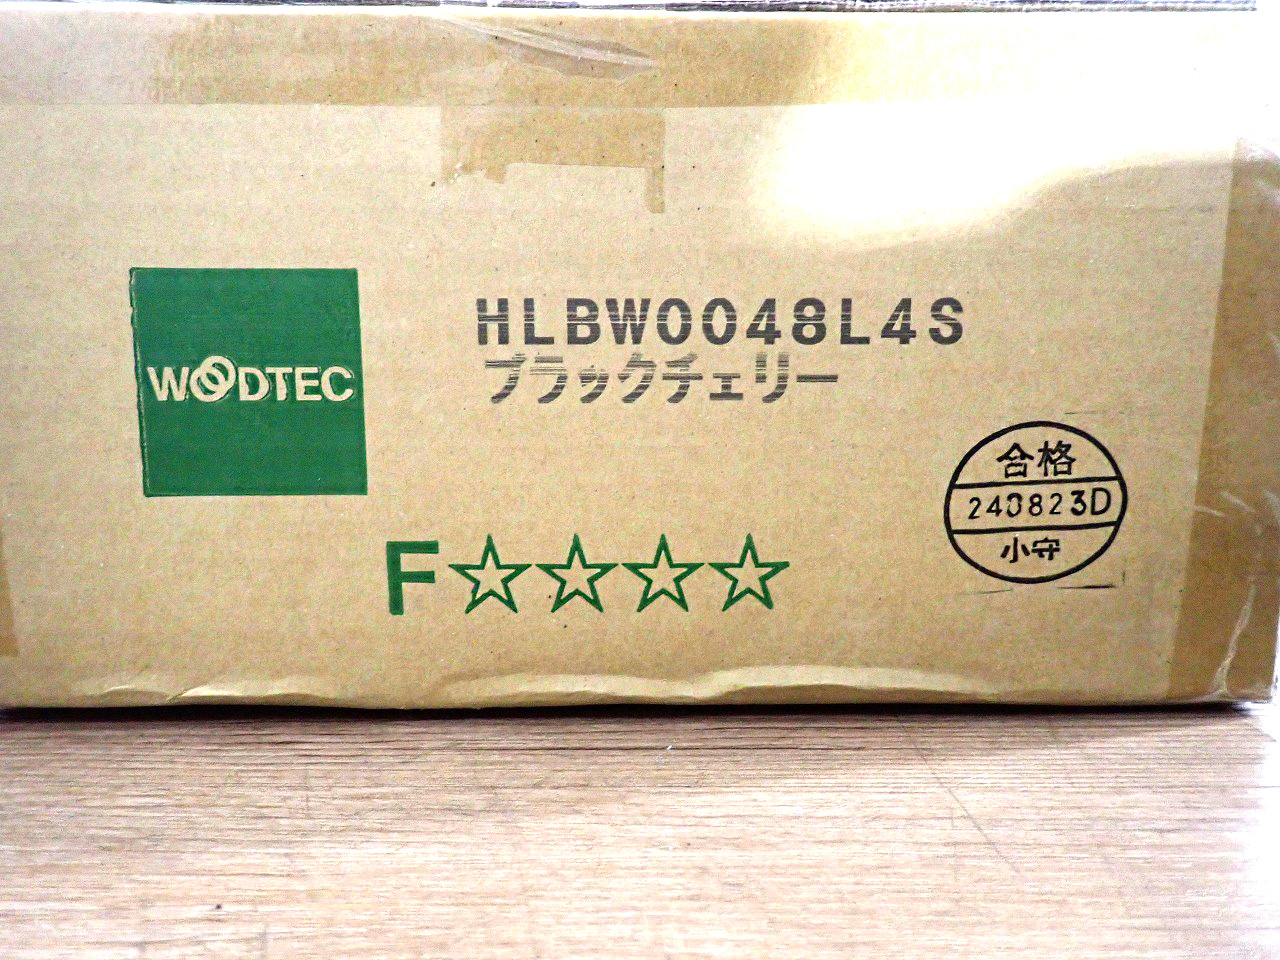 WOODTEC
HLBW0048L4S
ブラックチェリー
F☆☆☆☆
合格
240823D
小守